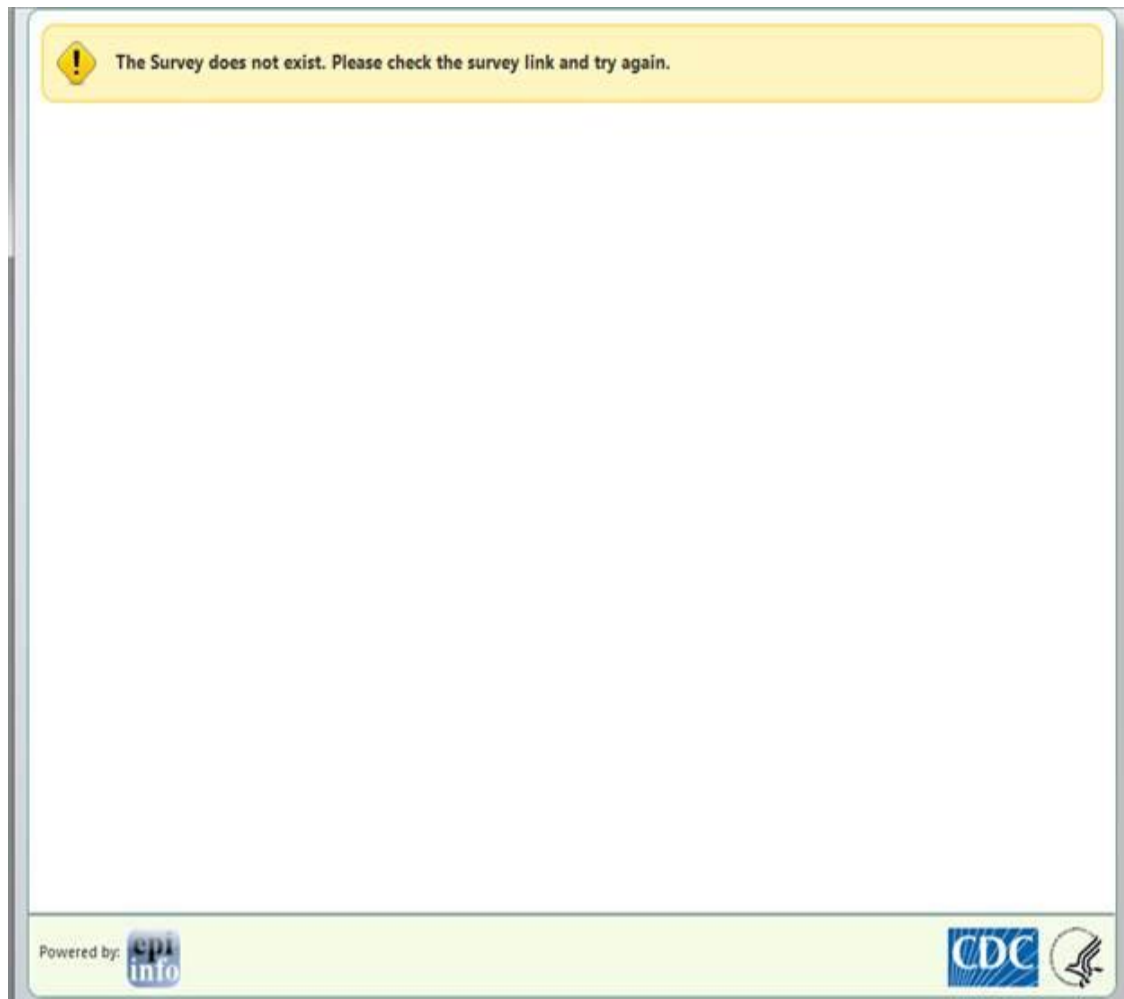 The Survey does not exist. Please check the survey link and try again.
Powered by:
epi
info
CDC